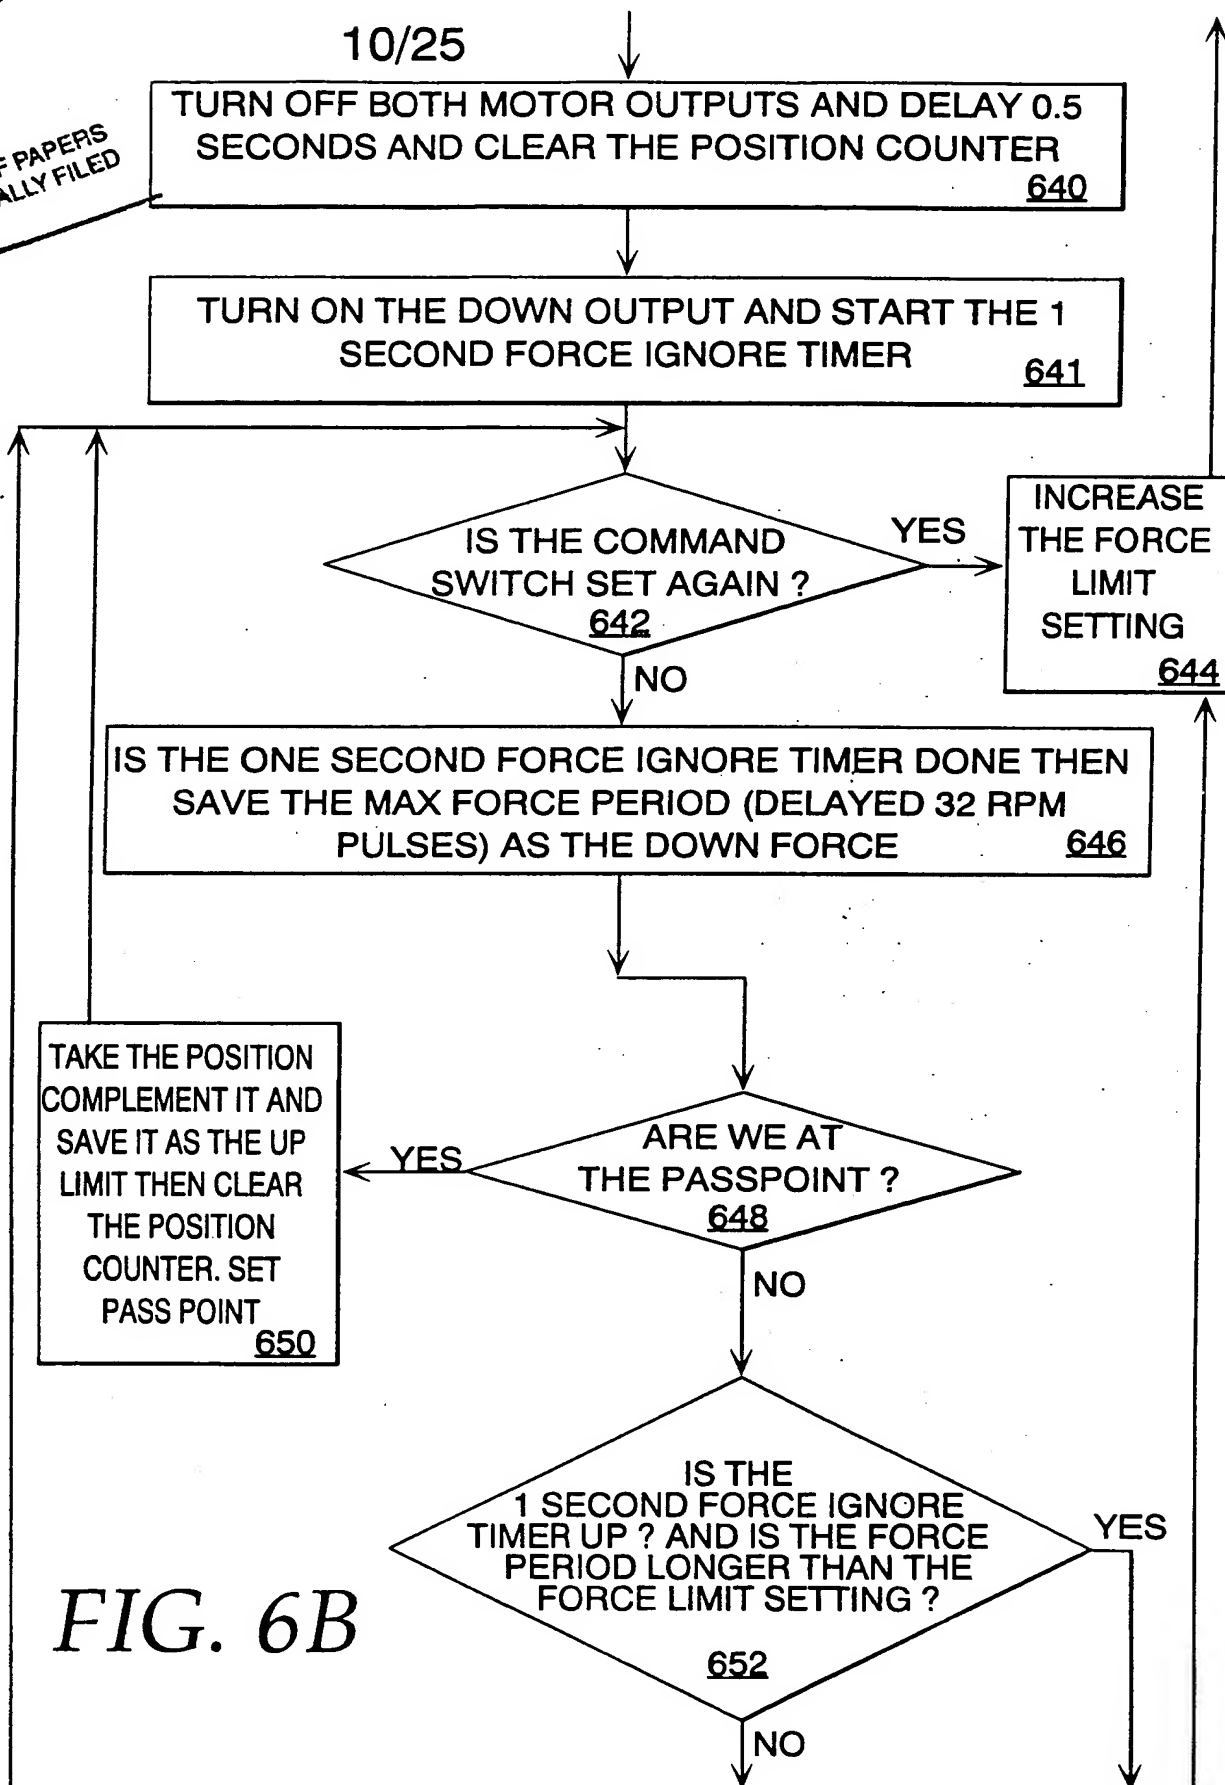 10/25
F PAPERS
ALLY FILED
TURN OFF BOTH MOTOR OUTPUTS AND DELAY 0.5
SECONDS AND CLEAR THE POSITION COUNTER
640
TURN ON THE DOWN OUTPUT AND START THE 1
SECOND FORCE IGNORE TIMER
641
IS THE COMMAND
SWITCH SET AGAIN ?
642
YES
INCREASE
THE FORCE
LIMIT
SETTING
644
NO
IS THE ONE SECOND FORCE IGNORE TIMER DONE THEN
SAVE THE MAX FORCE PERIOD (DELAYED 32 RPM
PULSES) AS THE DOWN FORCE
646
ARE WE AT
THE PASSPOINT ?
648
YES
TAKE THE POSITION
COMPLEMENT IT AND
SAVE IT AS THE UP
LIMIT THEN CLEAR
THE POSITION
COUNTER. SET
PASS POINT
650
NO
IS THE
1 SECOND FORCE IGNORE
TIMER UP ? AND IS THE FORCE
PERIOD LONGER THAN THE
FORCE LIMIT SETTING ?
652
YES
NO
FIG. 6B